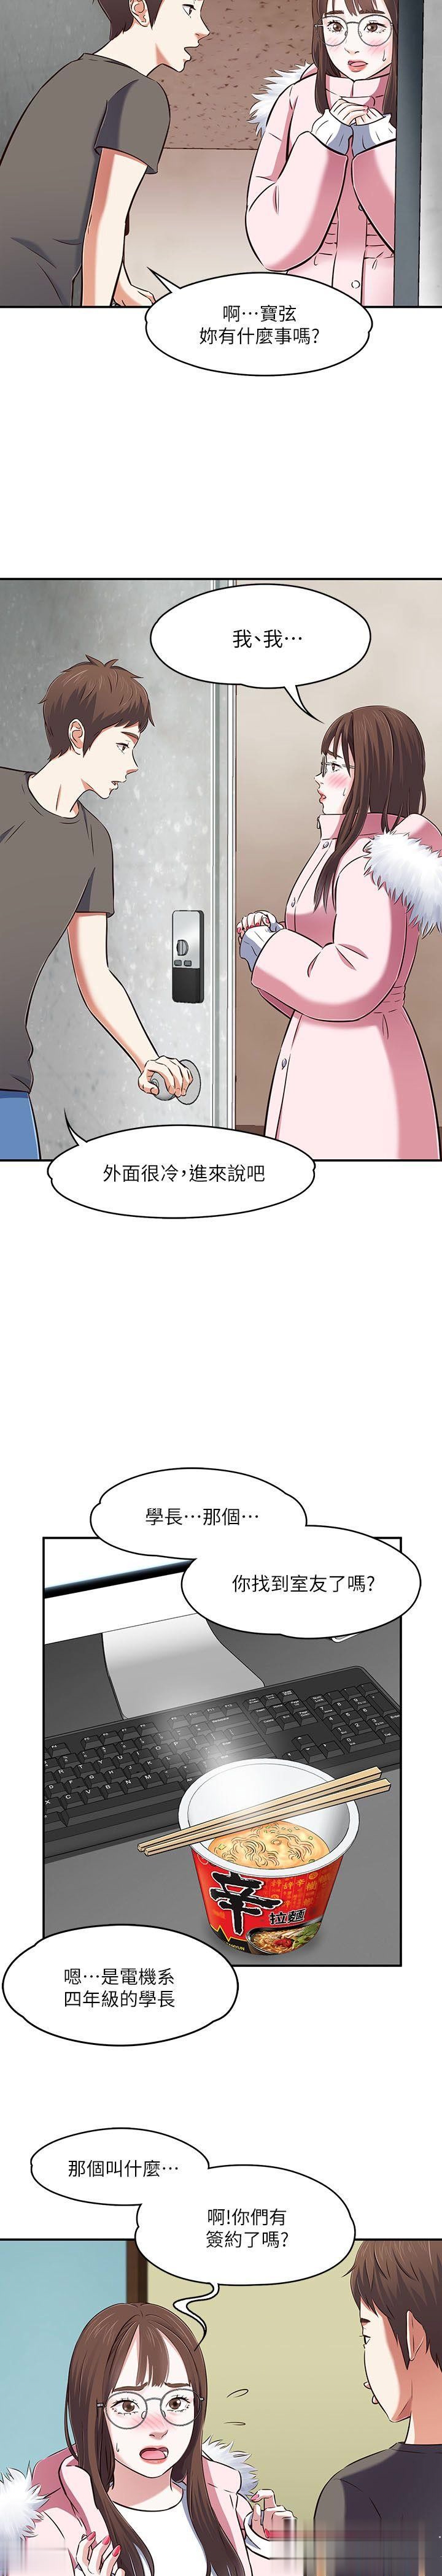 啊…寶弦
妳有什麼事嗎?
我、我…
外面很冷，進來說吧
學長…那個…
你找到室友了嗎?
辛
拉麵
嗯…是電機系
四年級的學長
那個叫什麼…
啊!你們有
簽約了嗎?